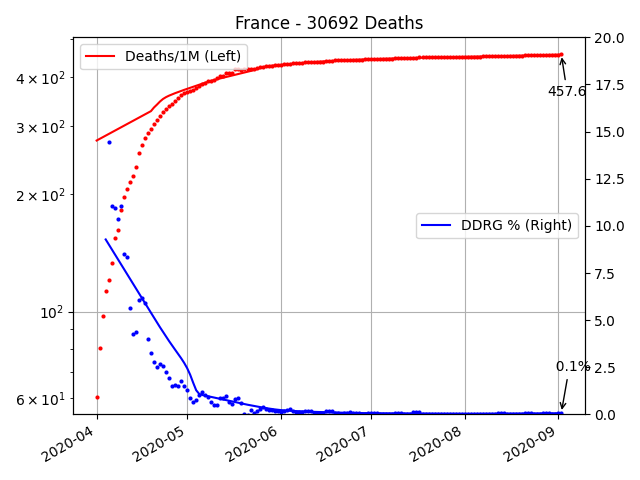 France - 30692 Deaths
Deaths/1M (Left)
DDRG % (Right)
457.6
0.1%
4 × 10²
3 × 10²
2 × 10²
10²
6 × 10¹
20.0
17.5
15.0
12.5
10.0
7.5
5.0
2.5
0.0
2020-04
2020-05
2020-06
2020-07
2020-08
2020-09